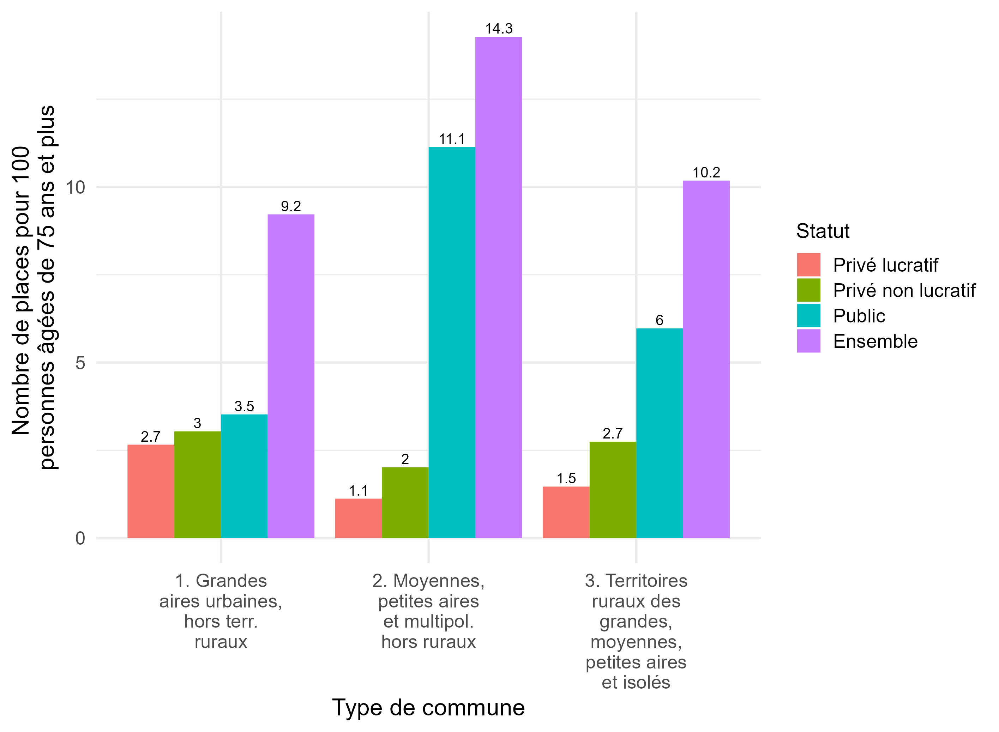 Nombre de places pour 100
personnes âgées de 75 ans et plus
10
5
0
2.7
3
3.5
9.2
1.1
2
11.1
14.3
1.5
2.7
6
10.2
1. Grandes
aires urbaines,
hors terr.
ruraux
2. Moyennes,
petites aires
et multipol.
hors ruraux
3. Territoires
ruraux des
grandes,
moyennes,
petites aires
et isolés
Type de commune
Statut
Privé lucratif
Privé non lucratif
Public
Ensemble